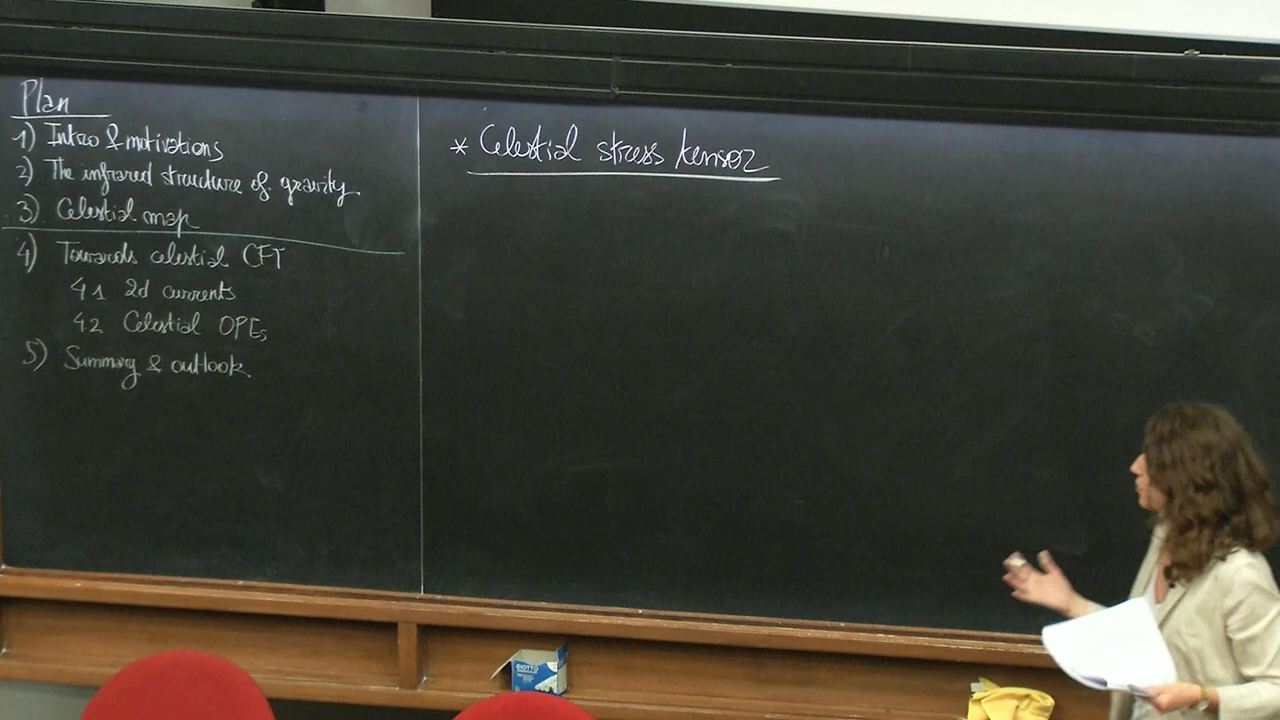 Plan
1) Intro & motivations
2) The infrared structure of gravity.
3) Celestial map
4) Towards celestial CFT
4.1 2d currents
4.2 Celestial OPEs
5) Summary & outlook.
* Celestial stress tensor
GIOTTO